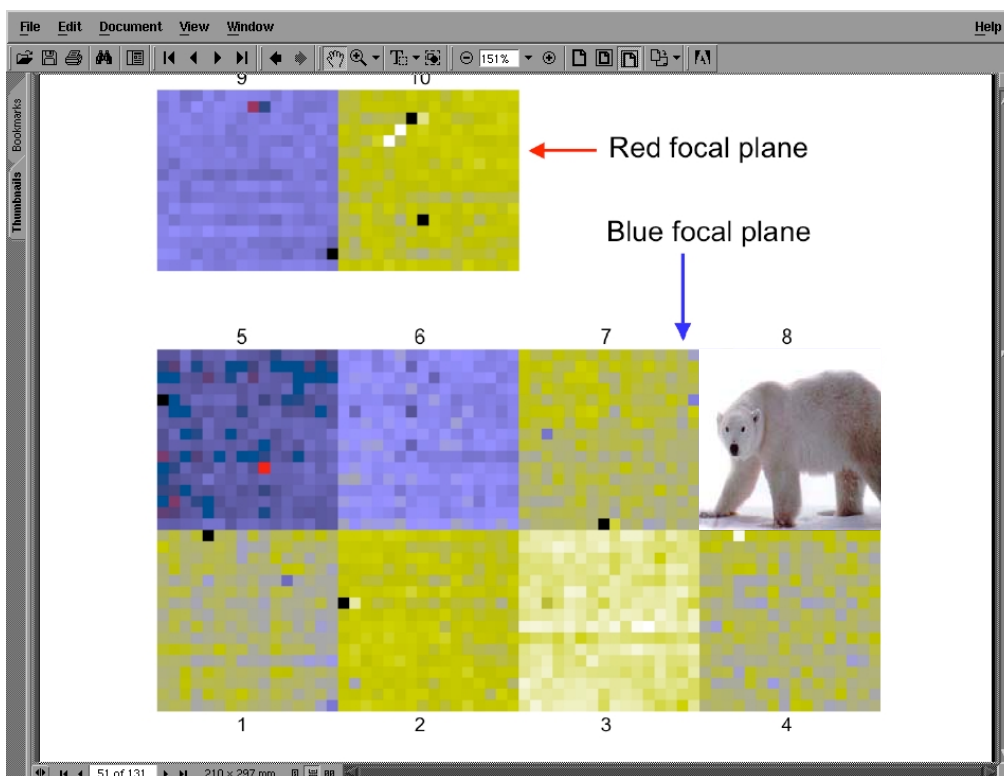 File Edit Document View Window Help
151%
Bookmarks
Thumbnails
9 10
Red focal plane
Blue focal plane
5 6 7 8
1 2 3 4
51 of 131 210 × 297 mm